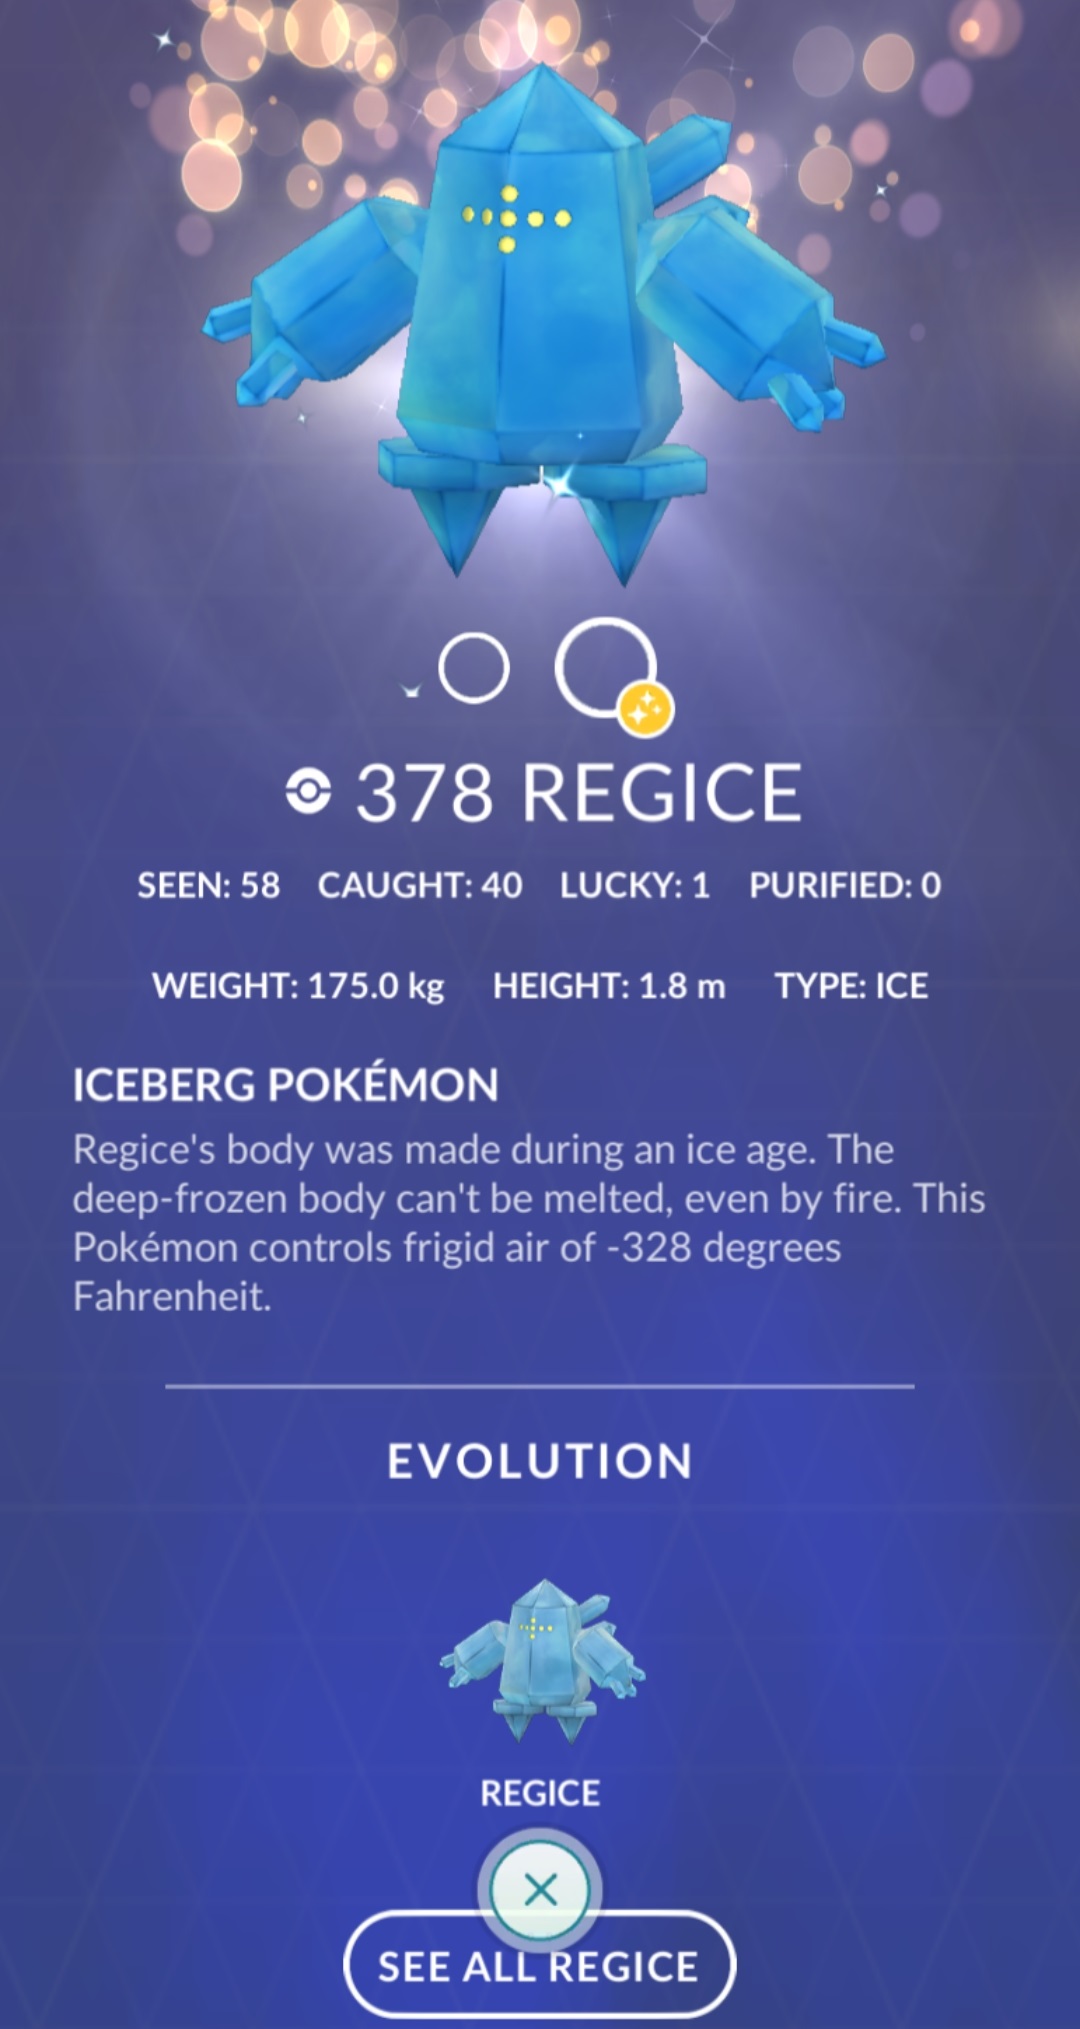 378 REGICE
SEEN: 58 CAUGHT: 40 LUCKY: 1 PURIFIED: 0
WEIGHT: 175.0 kg HEIGHT: 1.8 m TYPE: ICE
ICEBERG POKÉMON
Regice's body was made during an ice age. The
deep-frozen body can't be melted, even by fire. This
Pokémon controls frigid air of -328 degrees
Fahrenheit.
EVOLUTION
REGICE
SEE ALL REGICE